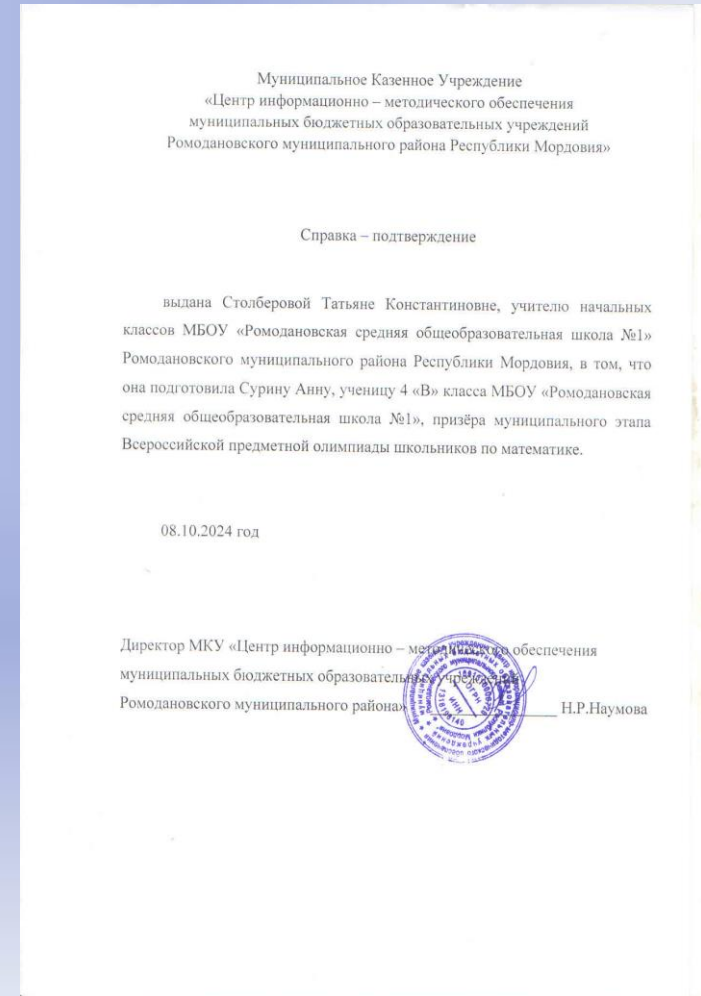 Муниципальное Казенное Учреждение
«Центр информационно – методического обеспечения
муниципальных бюджетных образовательных учреждений
Ромодановского муниципального района Республики Мордовия»
Справка – подтверждение
выдана Столберовой Татьяне Константиновне, учителю начальных
классов МБОУ «Ромодановская средняя общеобразовательная школа №1»
Ромодановского муниципального района Республики Мордовия, в том, что
она подготовила Сурину Анну, ученицу 4 «В» класса МБОУ «Ромодановская
средняя общеобразовательная школа №1», призёра муниципального этапа
Всероссийской предметной олимпиады школьников по математике.
08.10.2024 год
Директор МКУ «Центр информационно – методического обеспечения
муниципальных бюджетных образовательных учреждений
Ромодановского муниципального района» Н.Р.Наумова
ОГРН
ИНН